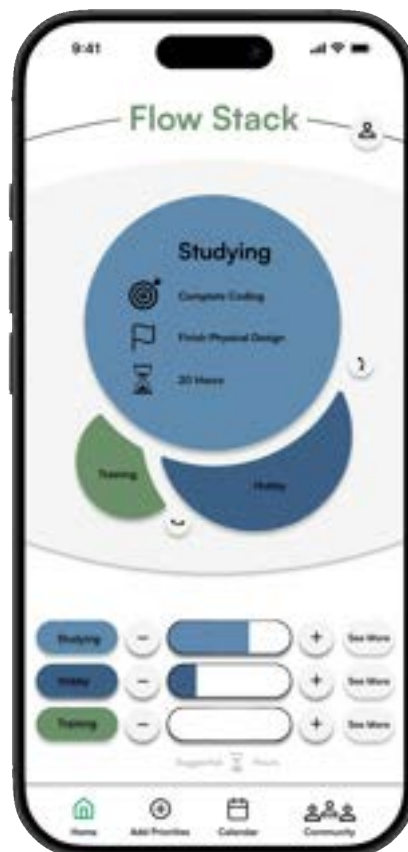 9:41
Flow Stack
Studying
Complete Coding
Finish Physical Design
20 Hours
Training
Hobby
Studying
See More
Hobby
See More
Training
See More
Suggested Hours
Home
Add Priorities
Calendar
Community